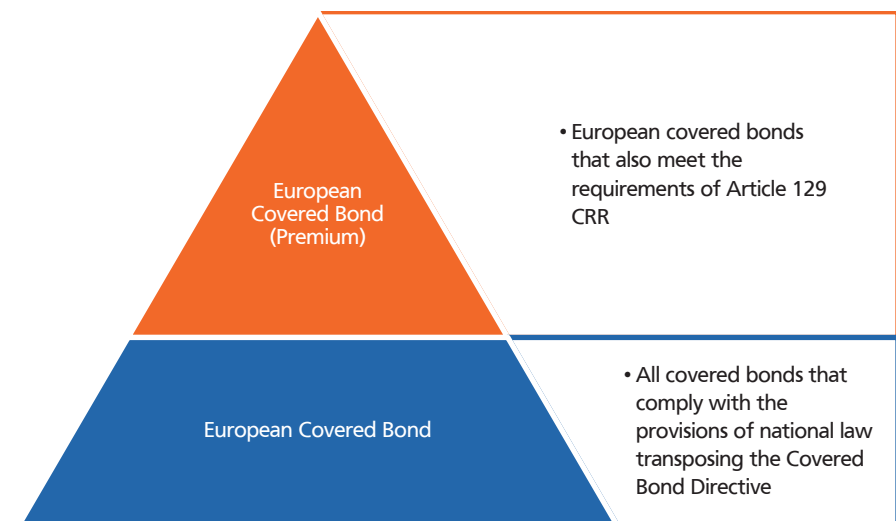 European
Covered Bond
(Premium)
• European covered bonds
that also meet the
requirements of Article 129
CRR
European Covered Bond
• All covered bonds that
comply with the
provisions of national law
transposing the Covered
Bond Directive